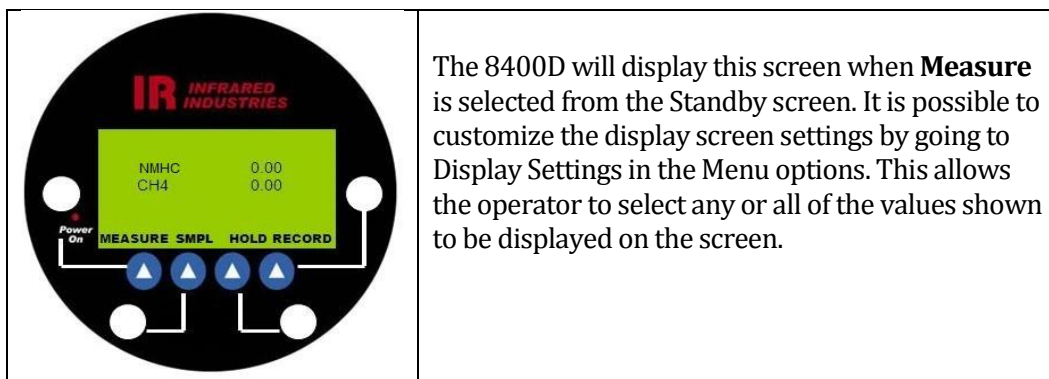 IR INFRARED
INDUSTRIES
NMHC 0.00
CH4 0.00
Power
On
MEASURE SMPL HOLD RECORD
The 8400D will display this screen when Measure
is selected from the Standby screen. It is possible to
customize the display screen settings by going to
Display Settings in the Menu options. This allows
the operator to select any or all of the values shown
to be displayed on the screen.